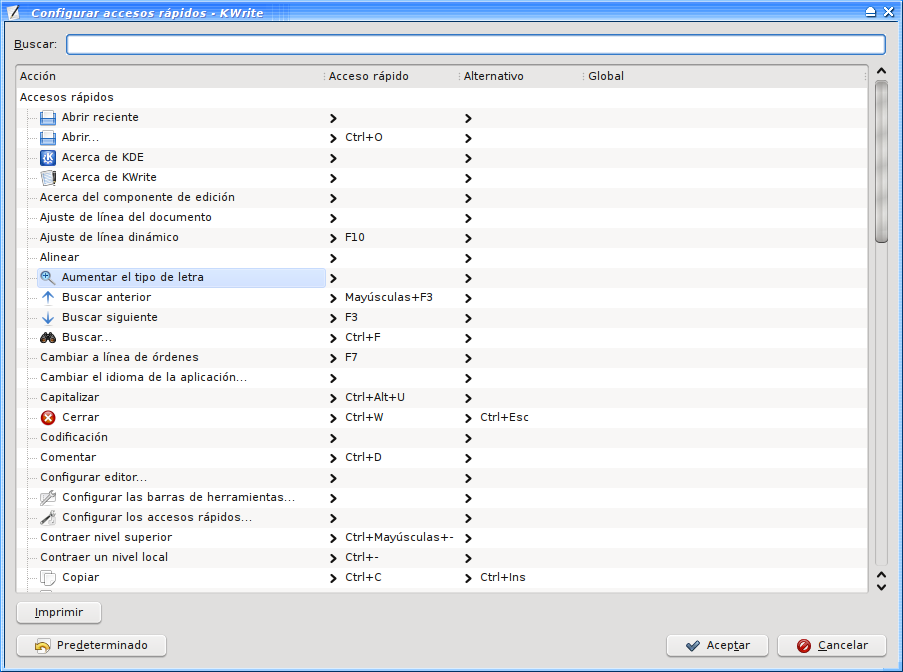 Configurar accesos rápidos - KWrite
Buscar:
Acción Acceso rápido Alternativo Global
Accesos rápidos
Abrir reciente
Abrir... Ctrl+O
Acerca de KDE
Acerca de KWrite
Acerca del componente de edición
Ajuste de línea del documento
Ajuste de línea dinámico F10
Alinear
Aumentar el tipo de letra
Buscar anterior Mayúsculas+F3
Buscar siguiente F3
Buscar... Ctrl+F
Cambiar a línea de órdenes F7
Cambiar el idioma de la aplicación...
Capitalizar Ctrl+Alt+U
Cerrar Ctrl+W Ctrl+Esc
Codificación
Comentar Ctrl+D
Configurar editor...
Configurar las barras de herramientas...
Configurar los accesos rápidos...
Contraer nivel superior Ctrl+Mayúsculas+-
Contraer un nivel local Ctrl+-
Copiar Ctrl+C Ctrl+Ins
Imprimir
Predeterminado Aceptar Cancelar